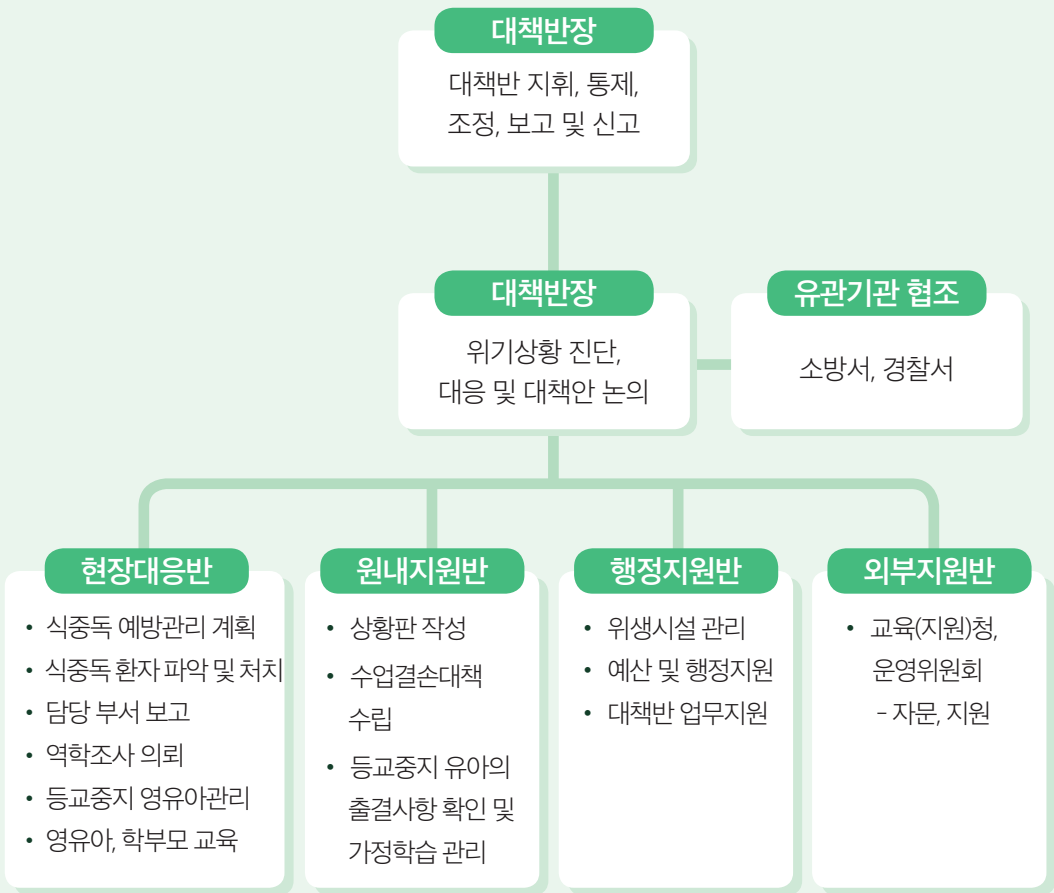 대책반장
대책반 지휘, 통제,
조정, 보고 및 신고
대책반장
위기상황 진단,
대응 및 대책안 논의
유관기관 협조
소방서, 경찰서
현장대응반
• 식중독 예방관리 계획
• 식중독 환자 파악 및 처치
• 담당 부서 보고
• 역학조사 의뢰
• 등교중지 영유아관리
• 영유아, 학부모 교육
원내지원반
• 상황판 작성
• 수업결손대책
수립
• 등교중지 유아의
출결사항 확인 및
가정학습 관리
행정지원반
• 위생시설 관리
• 예산 및 행정지원
• 대책반 업무지원
외부지원반
• 교육(지원)청,
운영위원회
- 자문, 지원